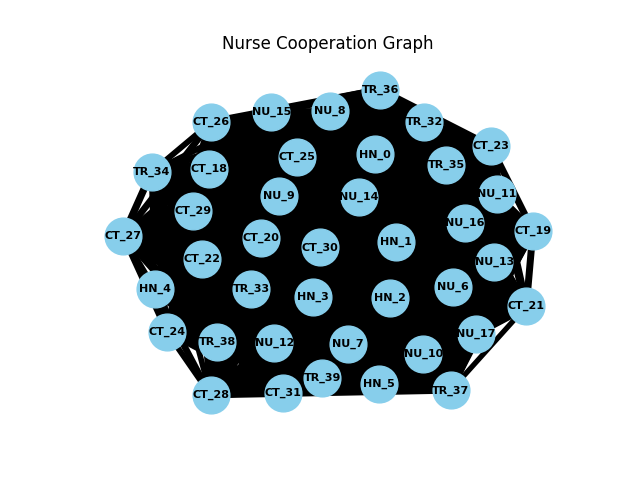 Nurse Cooperation Graph
TR_36
NU_15
NU_8
CT_26
TR_32
CT_23
CT_25
HN_0
TR_35
CT_18
TR_34
NU_11
NU_9
NU_14
CT_29
NU_16
CT_19
CT_27
CT_20
CT_30
HN_1
CT_22
NU_13
HN_4
TR_33
HN_3
HN_2
NU_6
CT_21
CT_24
TR_38
NU_12
NU_7
NU_17
NU_10
TR_39
HN_5
CT_28
CT_31
TR_37